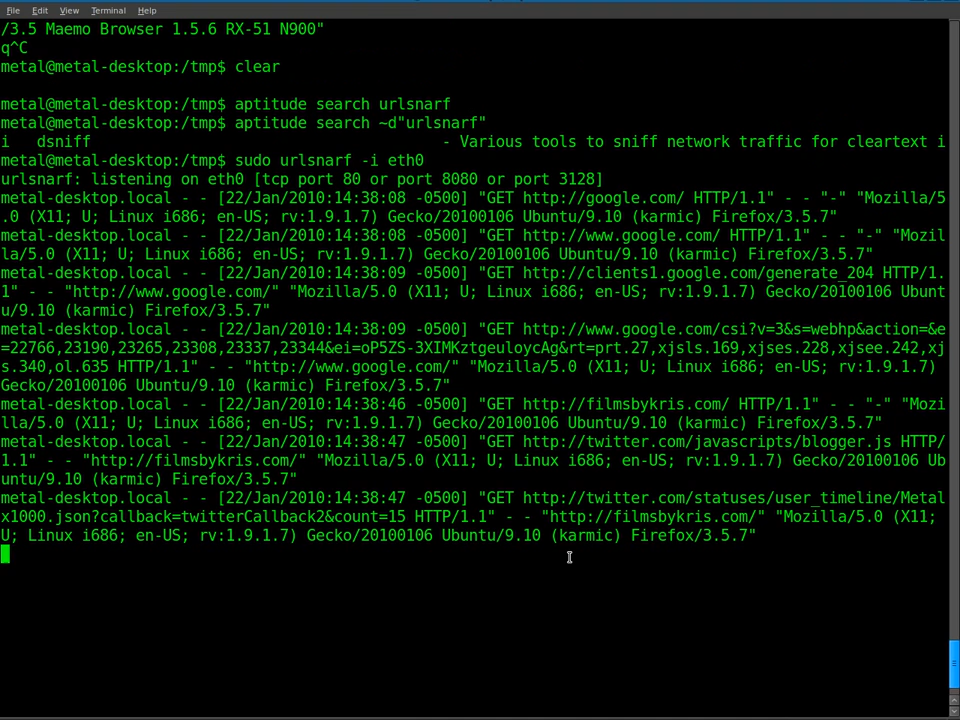 File Edit View Terminal Help
/3.5 Maemo Browser 1.5.6 RX-51 N900"
q^C
metal@metal-desktop:/tmp$ clear
metal@metal-desktop:/tmp$ aptitude search urlsnarf
metal@metal-desktop:/tmp$ aptitude search ~d"urlsnarf"
i   dsniff                          - Various tools to sniff network traffic for cleartext i
metal@metal-desktop:/tmp$ sudo urlsnarf -i eth0
urlsnarf: listening on eth0 [tcp port 80 or port 8080 or port 3128]
metal-desktop.local - - [22/Jan/2010:14:38:08 -0500] "GET http://google.com/ HTTP/1.1" - - "-" "Mozilla/5
.0 (X11; U; Linux i686; en-US; rv:1.9.1.7) Gecko/20100106 Ubuntu/9.10 (karmic) Firefox/3.5.7"
metal-desktop.local - - [22/Jan/2010:14:38:08 -0500] "GET http://www.google.com/ HTTP/1.1" - - "-" "Mozil
la/5.0 (X11; U; Linux i686; en-US; rv:1.9.1.7) Gecko/20100106 Ubuntu/9.10 (karmic) Firefox/3.5.7"
metal-desktop.local - - [22/Jan/2010:14:38:09 -0500] "GET http://clients1.google.com/generate_204 HTTP/1.
1" - - "http://www.google.com/" "Mozilla/5.0 (X11; U; Linux i686; en-US; rv:1.9.1.7) Gecko/20100106 Ubunt
u/9.10 (karmic) Firefox/3.5.7"
metal-desktop.local - - [22/Jan/2010:14:38:09 -0500] "GET http://www.google.com/csi?v=3&s=webhp&action=&e
=22766,23190,23265,23308,23337,23344&ei=oP5ZS-3XIMKztgeuloycAg&rt=prt.27,xjsls.169,xjses.228,xjsee.242,xj
s.340,ol.635 HTTP/1.1" - - "http://www.google.com/" "Mozilla/5.0 (X11; U; Linux i686; en-US; rv:1.9.1.7) 
Gecko/20100106 Ubuntu/9.10 (karmic) Firefox/3.5.7"
metal-desktop.local - - [22/Jan/2010:14:38:46 -0500] "GET http://filmsbykris.com/ HTTP/1.1" - - "-" "Mozi
lla/5.0 (X11; U; Linux i686; en-US; rv:1.9.1.7) Gecko/20100106 Ubuntu/9.10 (karmic) Firefox/3.5.7"
metal-desktop.local - - [22/Jan/2010:14:38:47 -0500] "GET http://twitter.com/javascripts/blogger.js HTTP/
1.1" - - "http://filmsbykris.com/" "Mozilla/5.0 (X11; U; Linux i686; en-US; rv:1.9.1.7) Gecko/20100106 Ub
untu/9.10 (karmic) Firefox/3.5.7"
metal-desktop.local - - [22/Jan/2010:14:38:47 -0500] "GET http://twitter.com/statuses/user_timeline/Metal
x1000.json?callback=twitterCallback2&count=15 HTTP/1.1" - - "http://filmsbykris.com/" "Mozilla/5.0 (X11; 
U; Linux i686; en-US; rv:1.9.1.7) Gecko/20100106 Ubuntu/9.10 (karmic) Firefox/3.5.7"